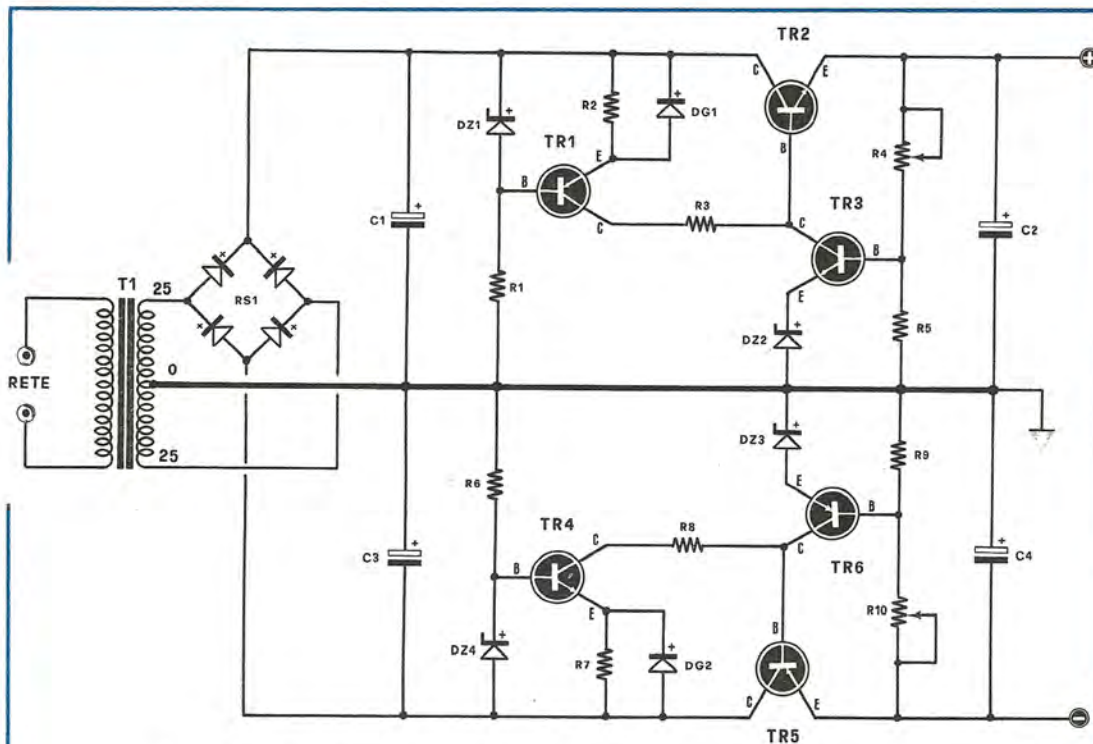 TR2
C
E
B
+
R2
DG1
+
DZ1
+
TR1
E
B
C
R3
TR3
C
B
E
R4
C1
+
C2
+
R1
R5
DZ2
+
T1
25
RS1
0
25
RETE
DZ3
+
R9
R6
E
B
C
TR6
TR4
C
B
E
R8
C3
+
C4
+
R10
DZ4
+
R7
DG2
+
B
C
E
TR5
-